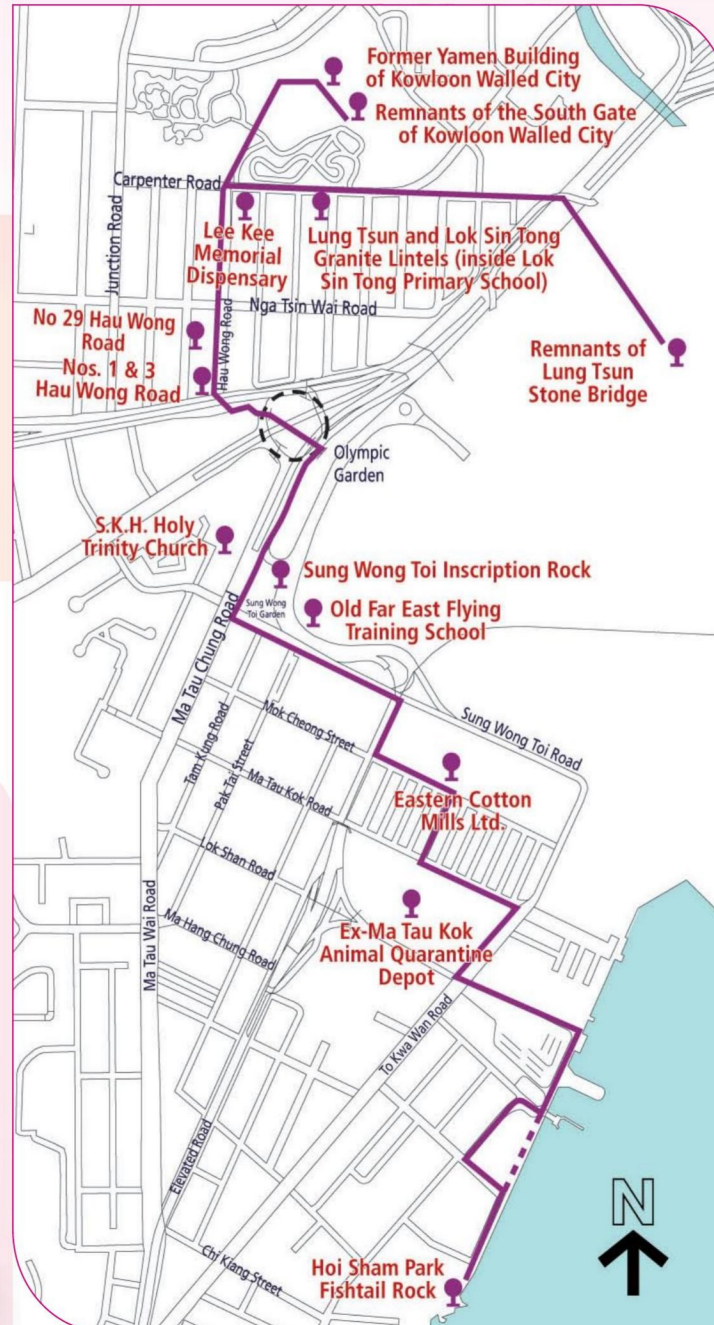 Former Yamen Building
of Kowloon Walled City
Remnants of the South Gate
of Kowloon Walled City
Carpenter Road
Junction Road
Lee Kee
Memorial
Dispensary
Lung Tsun and Lok Sin Tong
Granite Lintels (inside Lok
Sin Tong Primary School)
Nga Tsin Wai Road
Hau Wong Road
No 29 Hau Wong
Road
Nos. 1 & 3
Hau Wong Road
Remnants of
Lung Tsun
Stone Bridge
Olympic
Garden
S.K.H. Holy
Trinity Church
Sung Wong Toi Inscription Rock
Sung Wong
Toi Garden
Old Far East Flying
Training School
Ma Tau Chung Road
Sung Wong Toi Road
Mok Cheong Street
Tam Kung Road
Pak Tai Street
Ma Tau Kok Road
Eastern Cotton
Mills Ltd.
Lok Shan Road
Ma Hang Chung Road
Ma Tau Wai Road
Ex-Ma Tau Kok
Animal Quarantine
Depot
To Kwa Wan Road
Elevated Road
Chi Kiang Street
Hoi Sham Park
Fishtail Rock
N